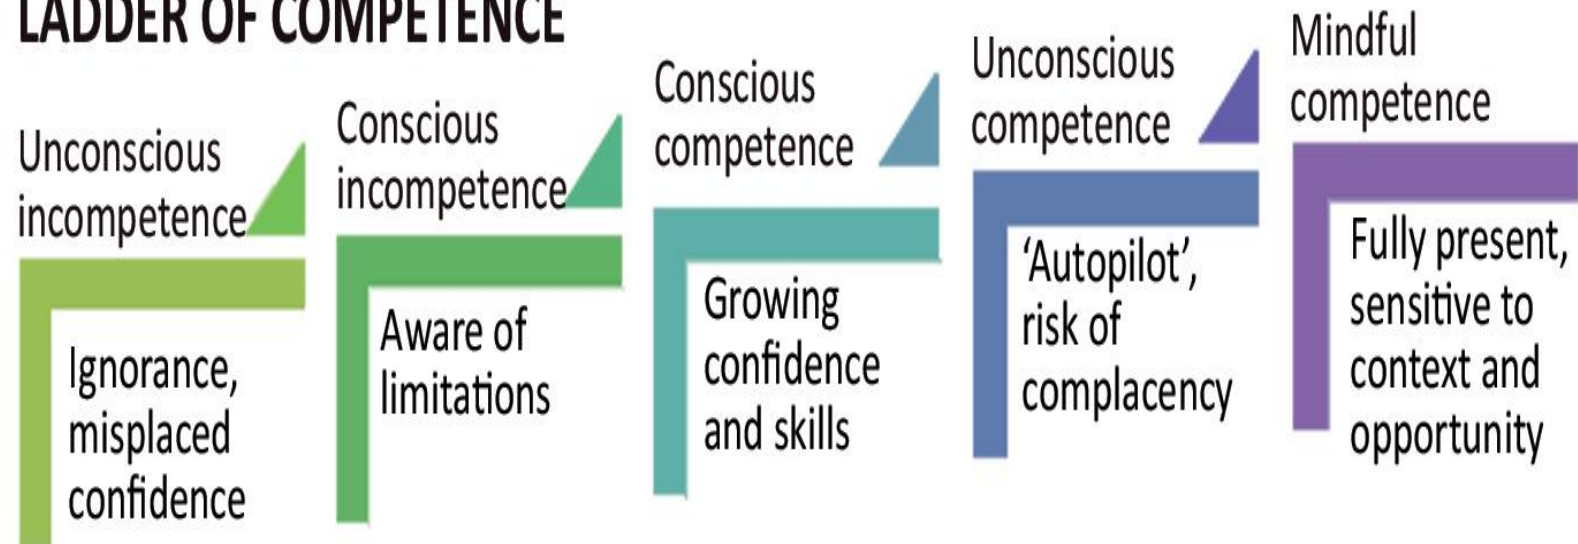 LADDER OF COMPETENCE
Unconscious
incompetence
Ignorance,
misplaced
confidence
Conscious
incompetence
Aware of
limitations
Conscious
competence
Growing
confidence
and skills
Unconscious
competence
‘Autopilot’,
risk of
complacency
Mindful
competence
Fully present,
sensitive to
context and
opportunity